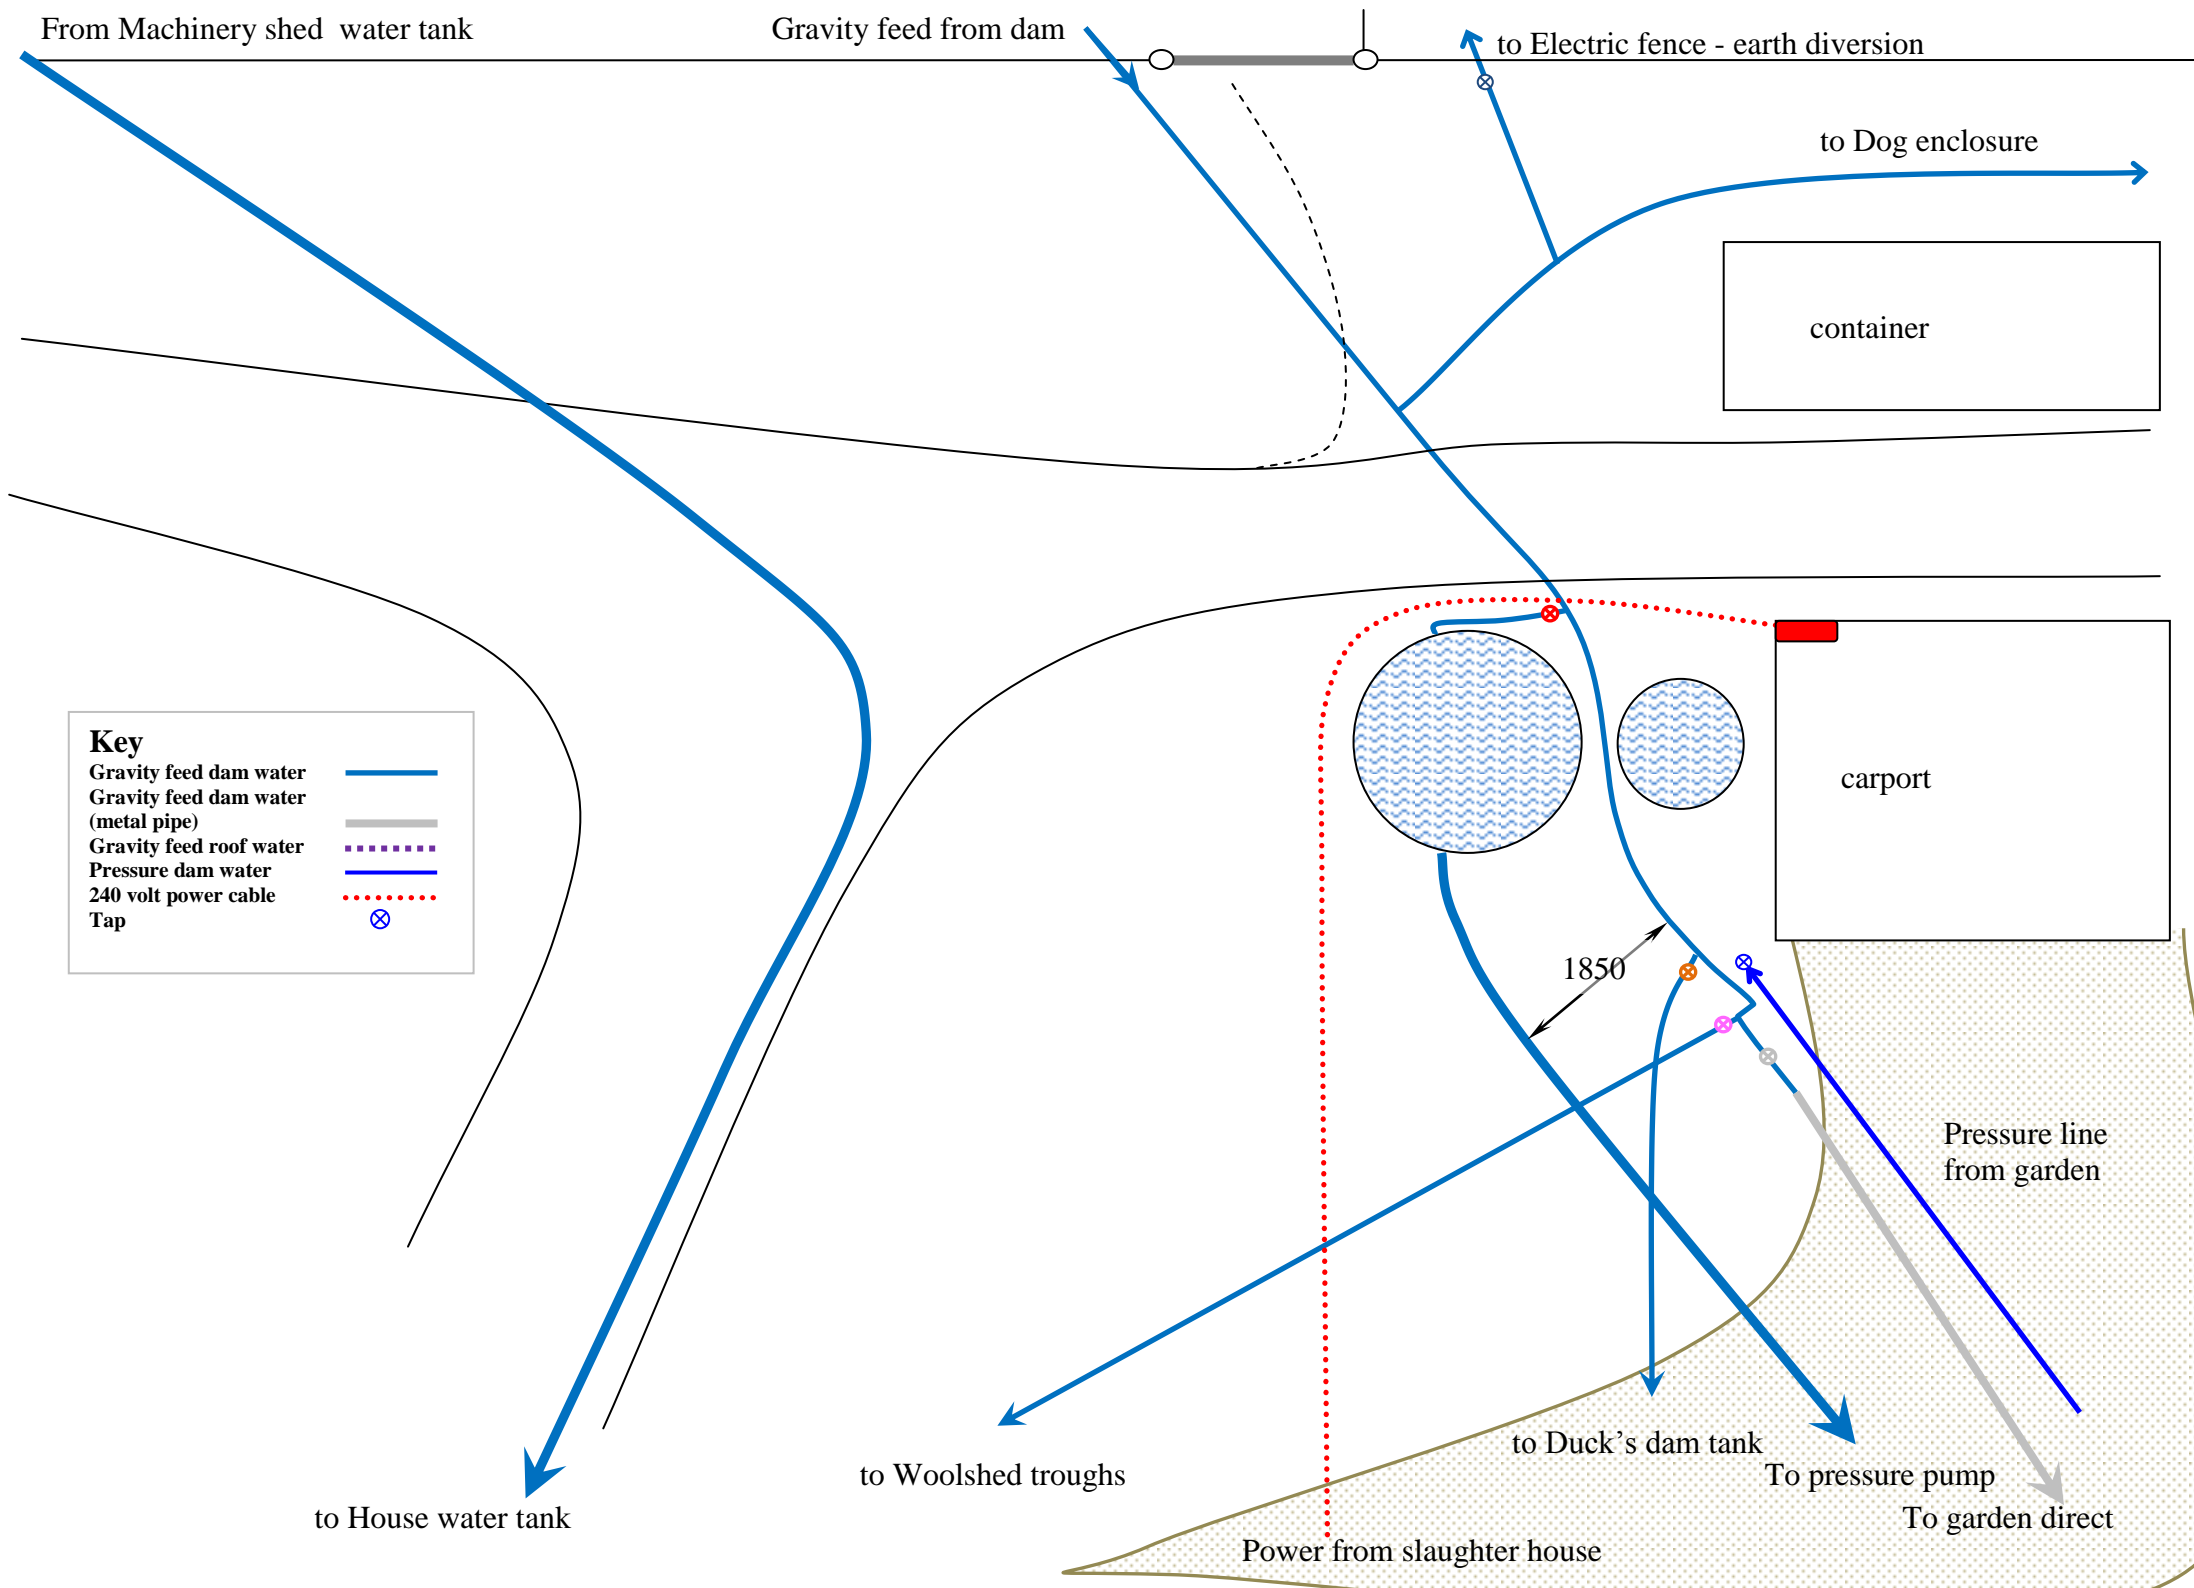 From Machinery shed  water tank
Gravity feed from dam
to Electric fence - earth diversion
to Dog enclosure
container
Key
Gravity feed dam water
Gravity feed dam water
(metal pipe)
Gravity feed roof water
Pressure dam water
240 volt power cable
Tap
carport
1850
Pressure line
from garden
to Duck’s dam tank
to Woolshed troughs
To pressure pump
to House water tank
To garden direct
Power from slaughter house